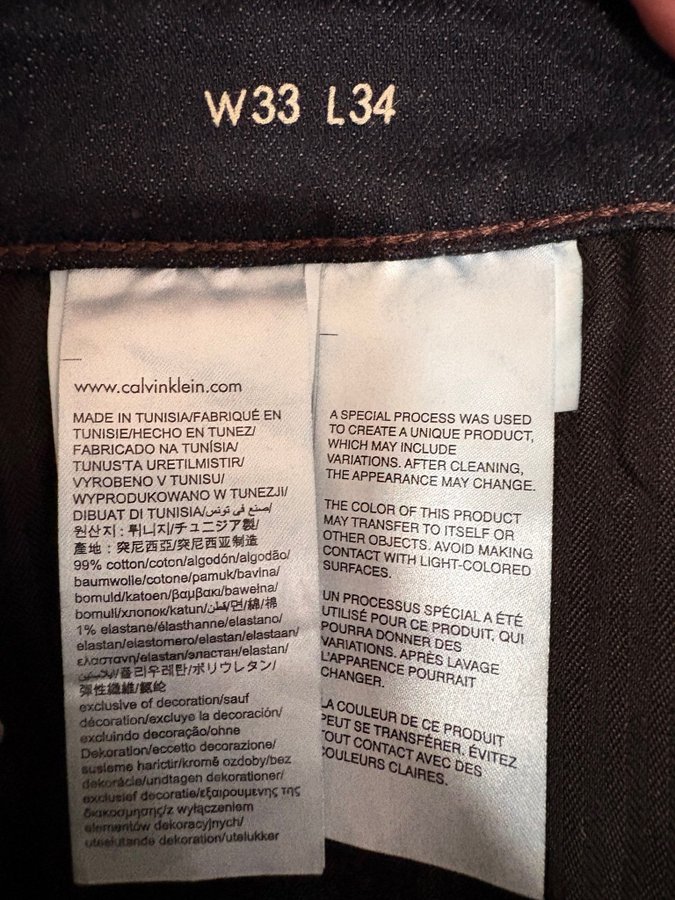 W33 L34
www.calvinklein.com
MADE IN TUNISIA/FABRIQUÉ EN
TUNISIE/HECHO EN TUNEZ/
FABRICADO NA TUNÍSIA/
TUNUS'TA URETILMISTIR/
VYROBENO V TUNISU/
WYPRODUKOWANO W TUNEZJI/
DIBUAT DI TUNISIA/صنع في تونس/
원산지 : 튀니지/チュニジア製/
產地 : 突尼西亞/突尼西亚制造
99% cotton/coton/algodón/algodão/
baumwolle/cotone/pamuk/bavlna/
bomuld/katoen/βαμβακι/bawełna/
bomull/хлопок/katun/قطن/면/綿/棉
1% elastane/élasthanne/elastano/
elastan/elastomero/elastan/elastaan/
ελαστανη/elastan/эластан/elastan/
폴리우레탄/ポリウレタン/
彈性纖維/氨纶
exclusive of decoration/sauf
décoration/excluye la decoración/
excluindo decoração/ohne
Dekoration/eccetto decorazione/
susleme harictir/kromě ozdoby/bez
dekorácie/undtagen dekorationer/
exclusief decoratie/εξαιρουμενης της
διακοσμησης/z wyłączeniem
elementów dekoracyjnych/
uteslutande dekoration/utelukker
A SPECIAL PROCESS WAS USED
TO CREATE A UNIQUE PRODUCT,
WHICH MAY INCLUDE
VARIATIONS. AFTER CLEANING,
THE APPEARANCE MAY CHANGE.
THE COLOR OF THIS PRODUCT
MAY TRANSFER TO ITSELF OR
OTHER OBJECTS. AVOID MAKING
CONTACT WITH LIGHT-COLORED
SURFACES.
UN PROCESSUS SPÉCIAL A ÉTÉ
UTILISÉ POUR CE PRODUIT, QUI
POURRA DONNER DES
VARIATIONS. APRÈS LAVAGE
L'APPARENCE POURRAIT
CHANGER.
LA COULEUR DE CE PRODUIT
PEUT SE TRANSFÉRER. ÉVITEZ
TOUT CONTACT AVEC DES
COULEURS CLAIRES.